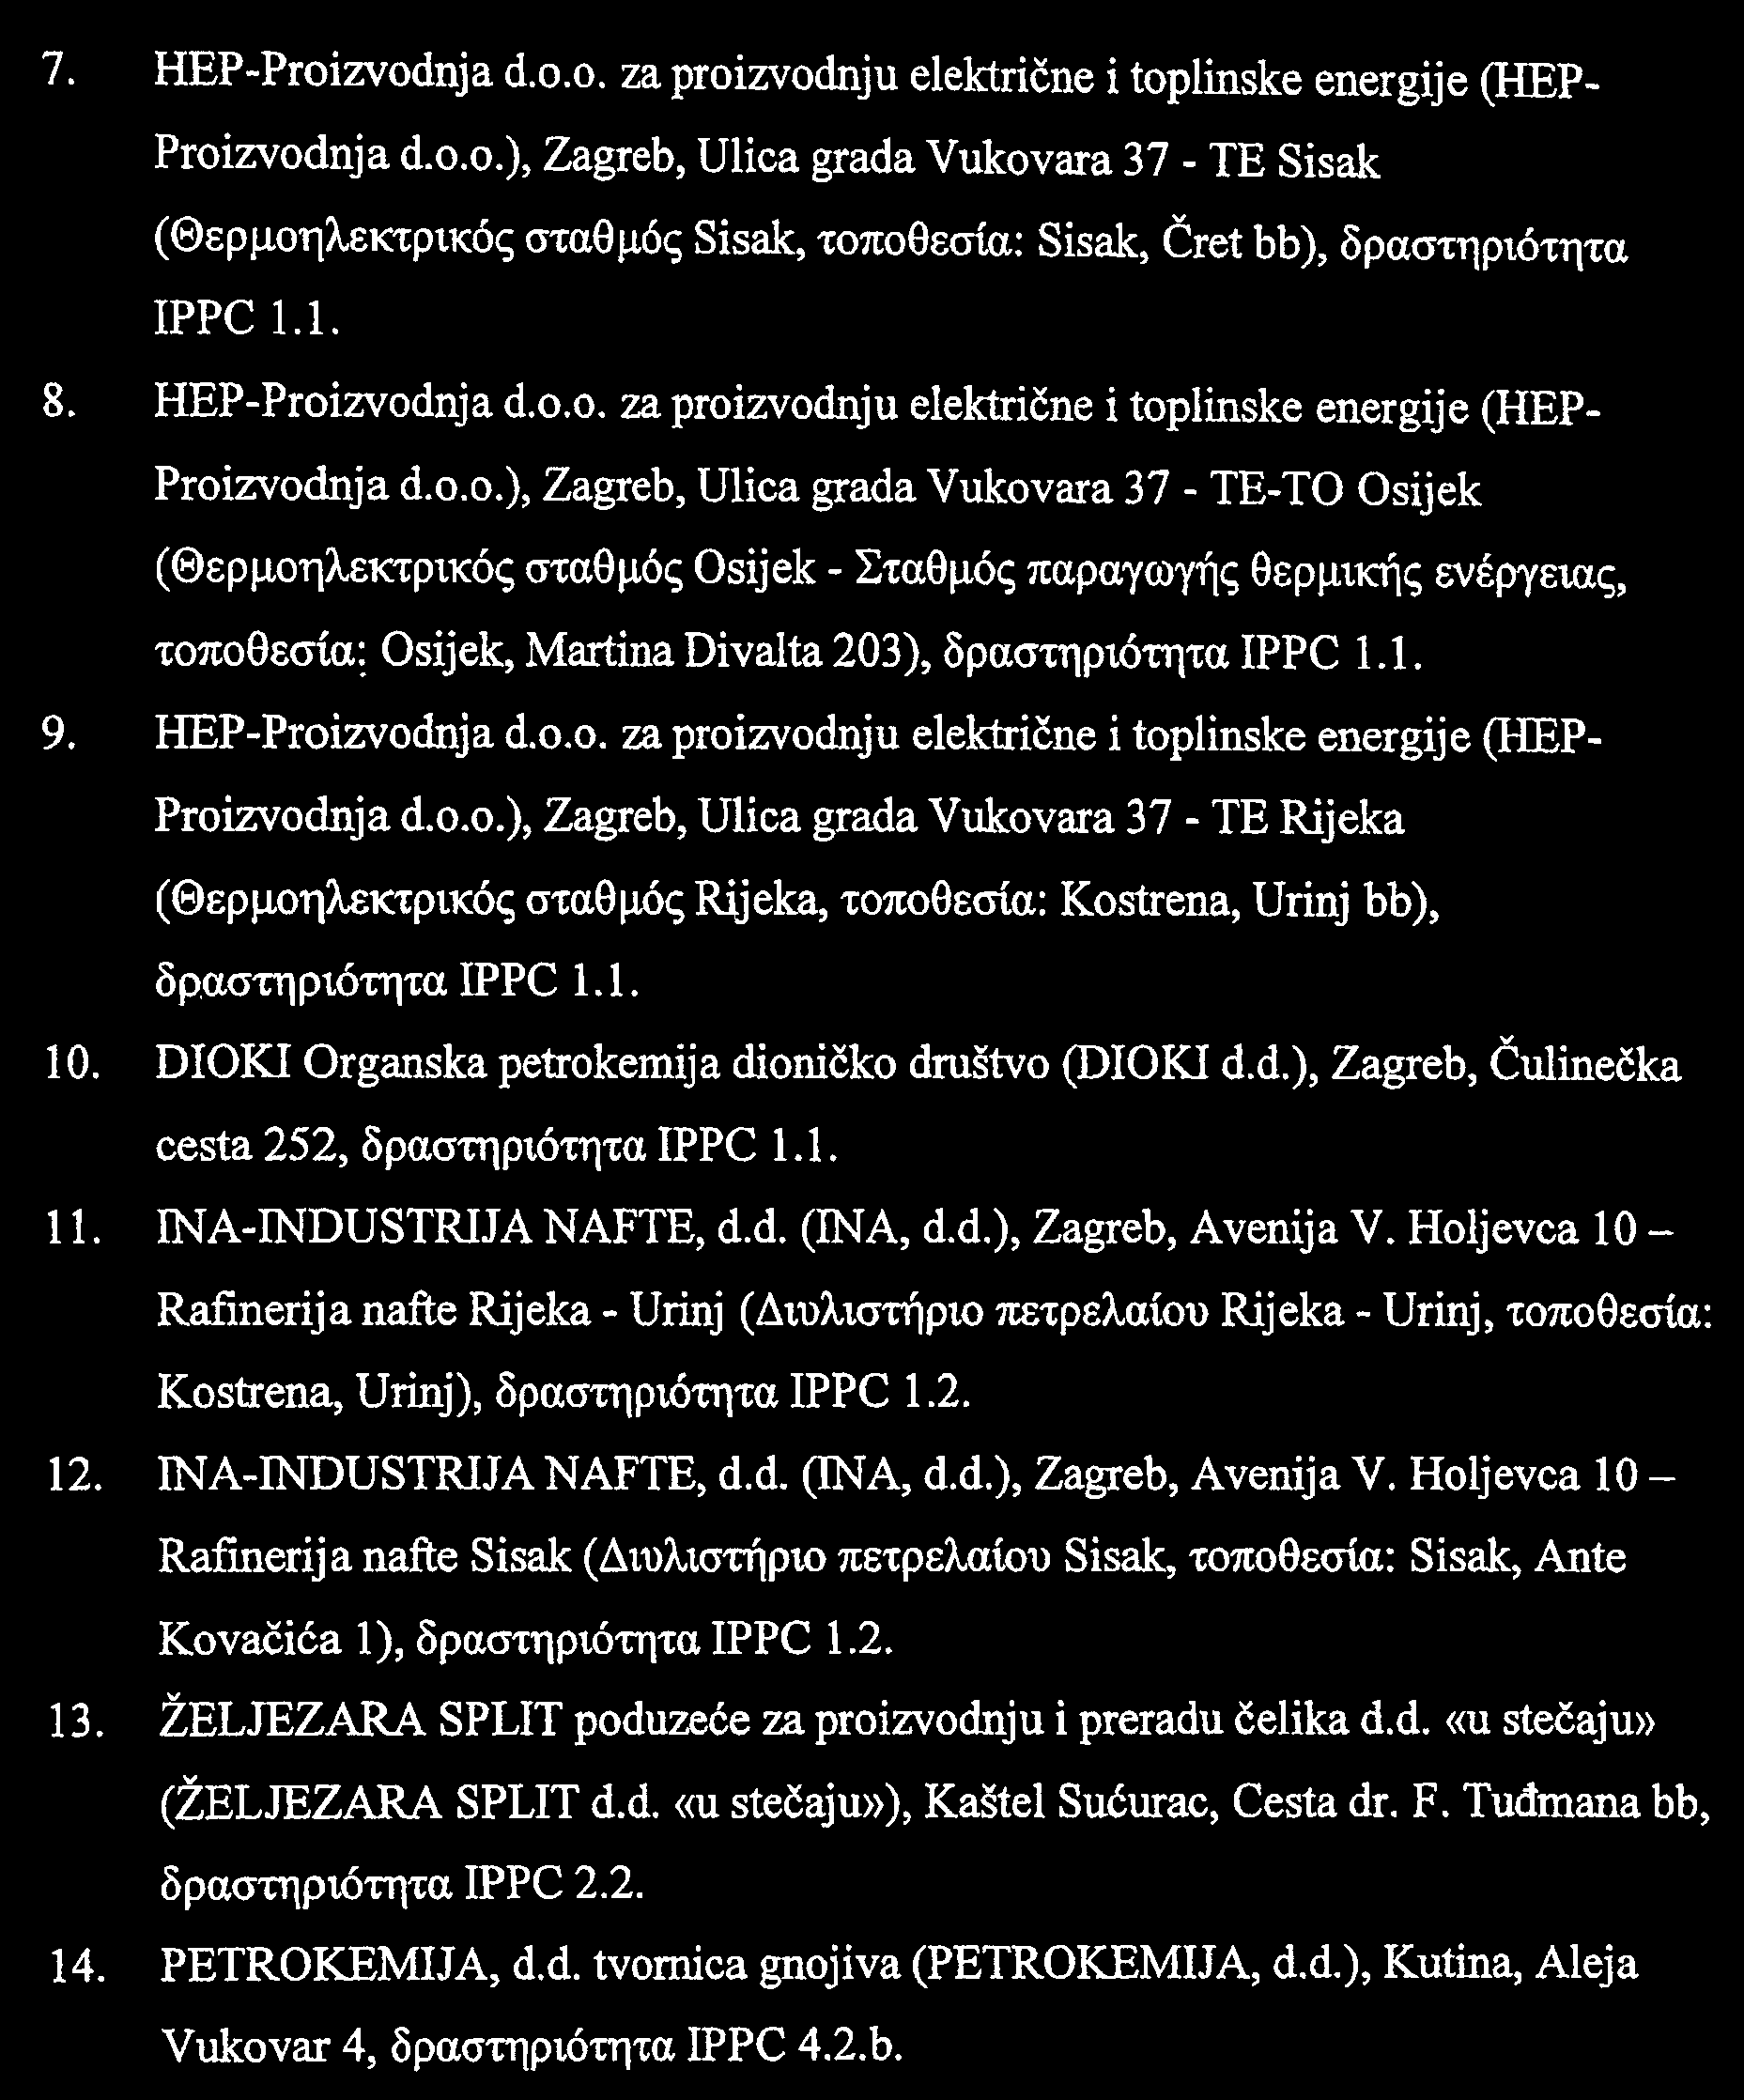 7. HEP-Proizvodnja d.o.o. za proizvodnju električne i toplinske energije (HEP-
Proizvodnja d.o.o.), Zagreb, Ulica grada Vukovara 37 - TE Sisak
(Θερμοηλεκτρικός σταθμός Sisak, τοποθεσία: Sisak, Čret bb), δραστηριότητα
IPPC 1.1.
8. HEP-Proizvodnja d.o.o. za proizvodnju električne i toplinske energije (HEP-
Proizvodnja d.o.o.), Zagreb, Ulica grada Vukovara 37 - TE-TO Osijek
(Θερμοηλεκτρικός σταθμός Osijek - Σταθμός παραγωγής θερμικής ενέργειας,
τοποθεσία: Osijek, Martina Divalta 203), δραστηριότητα IPPC 1.1.
9. HEP-Proizvodnja d.o.o. za proizvodnju električne i toplinske energije (HEP-
Proizvodnja d.o.o.), Zagreb, Ulica grada Vukovara 37 - TE Rijeka
(Θερμοηλεκτρικός σταθμός Rijeka, τοποθεσία: Kostrena, Urinj bb),
δραστηριότητα IPPC 1.1.
10. DIOKI Organska petrokemija dioničko društvo (DIOKI d.d.), Zagreb, Čulinečka
cesta 252, δραστηριότητα IPPC 1.1.
11. INA-INDUSTRIJA NAFTE, d.d. (INA, d.d.), Zagreb, Avenija V. Holjevca 10 –
Rafinerija nafte Rijeka - Urinj (Διυλιστήριο πετρελαίου Rijeka - Urinj, τοποθεσία:
Kostrena, Urinj), δραστηριότητα IPPC 1.2.
12. INA-INDUSTRIJA NAFTE, d.d. (INA, d.d.), Zagreb, Avenija V. Holjevca 10 –
Rafinerija nafte Sisak (Διυλιστήριο πετρελαίου Sisak, τοποθεσία: Sisak, Ante
Kovačića 1), δραστηριότητα IPPC 1.2.
13. ŽELJEZARA SPLIT poduzeće za proizvodnju i preradu čelika d.d. «u stečaju»
(ŽELJEZARA SPLIT d.d. «u stečaju»), Kaštel Sućurac, Cesta dr. F. Tuđmana bb,
δραστηριότητα IPPC 2.2.
14. PETROKEMIJA, d.d. tvornica gnojiva (PETROKEMIJA, d.d.), Kutina, Aleja
Vukovar 4, δραστηριότητα IPPC 4.2.b.